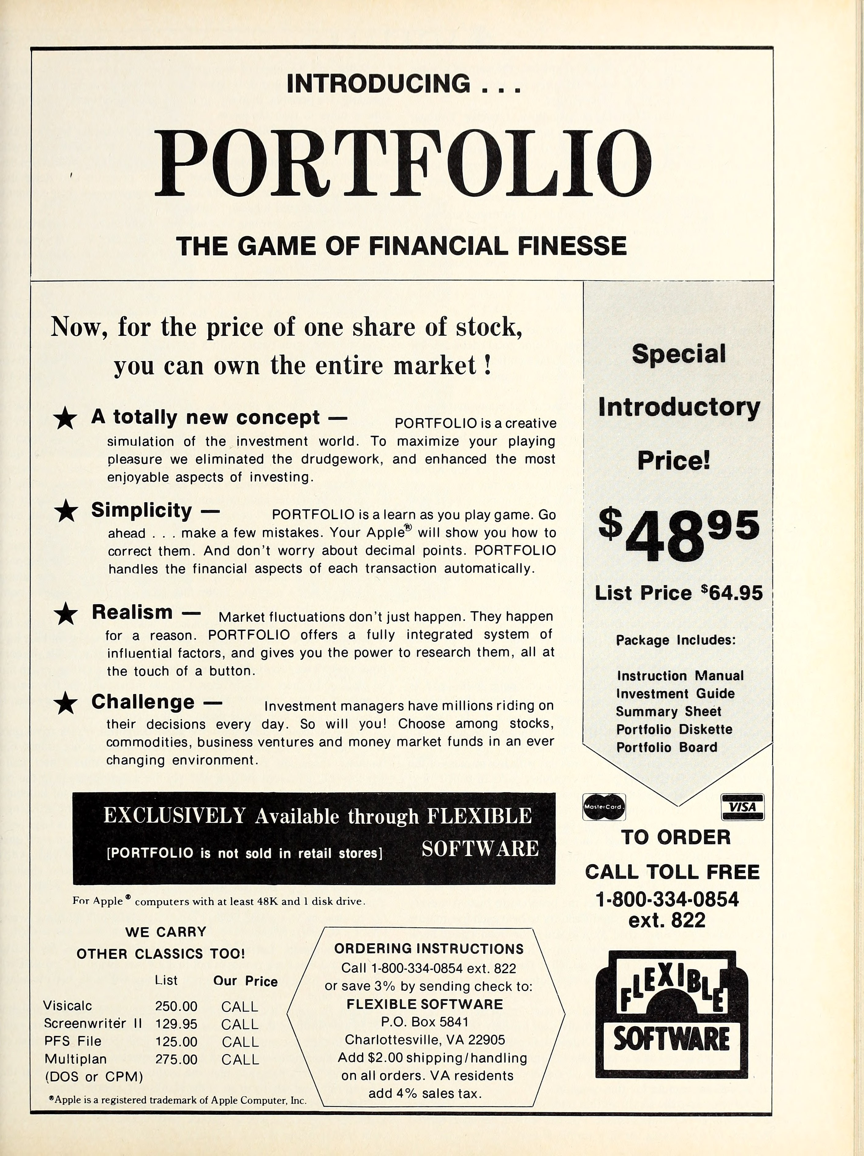 INTRODUCING . . .
PORTFOLIO
THE GAME OF FINANCIAL FINESSE
Now, for the price of one share of stock,
you can own the entire market !
★ A totally new concept — PORTFOLIO is a creative
simulation of the investment world. To maximize your playing
pleasure we eliminated the drudgework, and enhanced the most
enjoyable aspects of investing.
★ Simplicity — PORTFOLIO is a learn as you play game. Go
ahead . . . make a few mistakes. Your Apple® will show you how to
correct them. And don't worry about decimal points. PORTFOLIO
handles the financial aspects of each transaction automatically.
★ Realism — Market fluctuations don't just happen. They happen
for a reason. PORTFOLIO offers a fully integrated system of
influential factors, and gives you the power to research them, all at
the touch of a button.
★ Challenge — Investment managers have millions riding on
their decisions every day. So will you! Choose among stocks,
commodities, business ventures and money market funds in an ever
changing environment.
EXCLUSIVELY Available through FLEXIBLE
[PORTFOLIO is not sold in retail stores] SOFTWARE
For Apple® computers with at least 48K and 1 disk drive.
WE CARRY
OTHER CLASSICS TOO!
List Our Price
Visicalc 250.00 CALL
Screenwriter II 129.95 CALL
PFS File 125.00 CALL
Multiplan 275.00 CALL
(DOS or CPM)
®Apple is a registered trademark of Apple Computer, Inc.
ORDERING INSTRUCTIONS
Call 1-800-334-0854 ext. 822
or save 3% by sending check to:
FLEXIBLE SOFTWARE
P.O. Box 5841
Charlottesville, VA 22905
Add $2.00 shipping/handling
on all orders. VA residents
add 4% sales tax.
Special
Introductory
Price!
$4895
List Price $64.95
Package Includes:
Instruction Manual
Investment Guide
Summary Sheet
Portfolio Diskette
Portfolio Board
MasterCard VISA
TO ORDER
CALL TOLL FREE
1-800-334-0854
ext. 822
FLEXIBLE
SOFTWARE